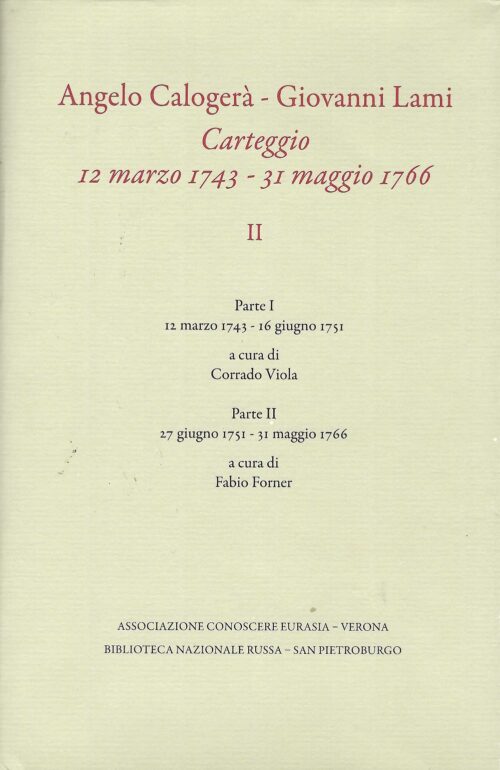 Angelo Calogerà - Giovanni Lami
Carteggio
12 marzo 1743 - 31 maggio 1766
II
Parte I
12 marzo 1743 - 16 giugno 1751
a cura di
Corrado Viola
Parte II
27 giugno 1751 - 31 maggio 1766
a cura di
Fabio Forner
ASSOCIAZIONE CONOSCERE EURASIA – VERONA
BIBLIOTECA NAZIONALE RUSSA – SAN PIETROBURGO